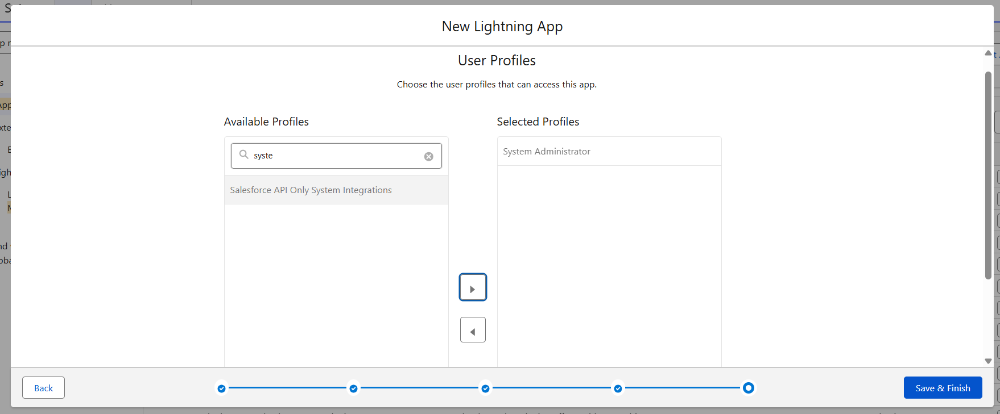 New Lightning App
User Profiles
Choose the user profiles that can access this app.
Available Profiles
Selected Profiles
syste
System Administrator
Salesforce API Only System Integrations
Back
Save & Finish